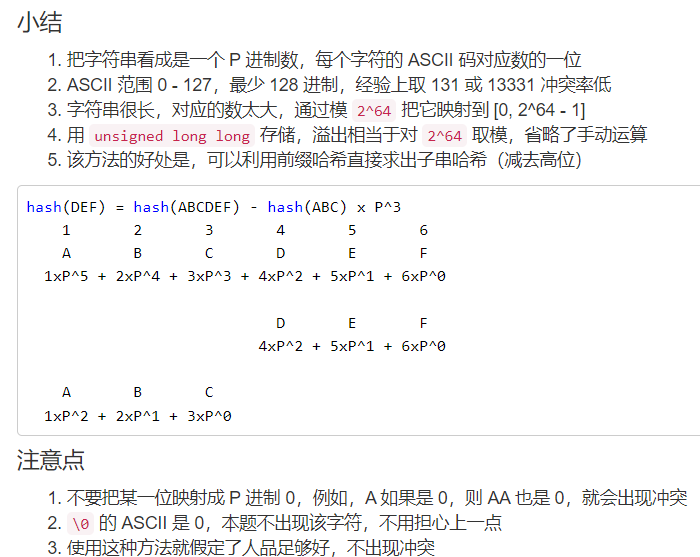 小结
1. 把字符串看成是一个 P 进制数，每个字符的 ASCII 码对应数的一位
2. ASCII 范围 0 - 127，最少 128 进制，经验上取 131 或 13331 冲突率低
3. 字符串很长，对应的数太大，通过模 2^64 把它映射到 [0, 2^64 - 1]
4. 用 unsigned long long 存储，溢出相当于对 2^64 取模，省略了手动运算
5. 该方法的好处是，可以利用前缀哈希直接求出子串哈希（减去高位）
hash(DEF) = hash(ABCDEF) - hash(ABC) x P^3
1 2 3 4 5 6
A B C D E F
1xP^5 + 2xP^4 + 3xP^3 + 4xP^2 + 5xP^1 + 6xP^0
D E F
4xP^2 + 5xP^1 + 6xP^0
A B C
1xP^2 + 2xP^1 + 3xP^0
注意点
1. 不要把某一位映射成 P 进制 0，例如，A 如果是 0，则 AA 也是 0，就会出现冲突
2. \0 的 ASCII 是 0，本题不出现该字符，不用担心上一点
3. 使用这种方法就假定了人品足够好，不出现冲突